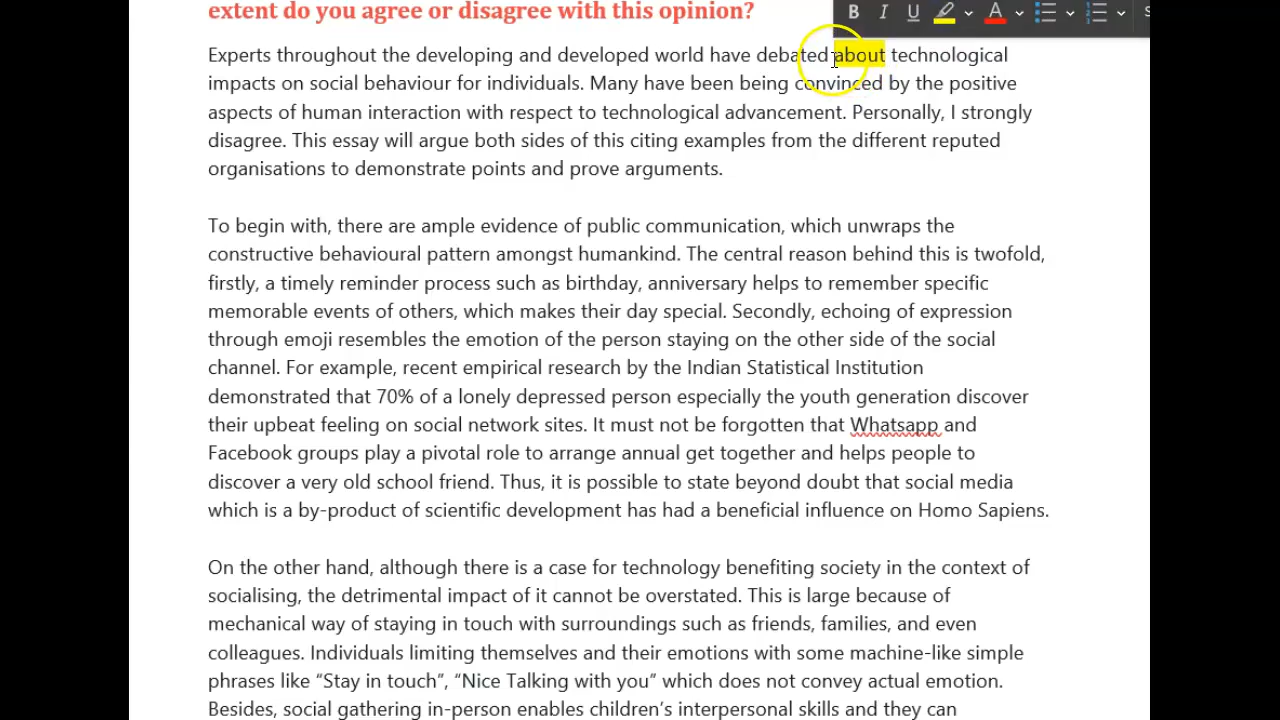 extent do you agree or disagree with this opinion?
B I U A
Experts throughout the developing and developed world have debated about technological
impacts on social behaviour for individuals. Many have been being convinced by the positive
aspects of human interaction with respect to technological advancement. Personally, I strongly
disagree. This essay will argue both sides of this citing examples from the different reputed
organisations to demonstrate points and prove arguments.
To begin with, there are ample evidence of public communication, which unwraps the
constructive behavioural pattern amongst humankind. The central reason behind this is twofold,
firstly, a timely reminder process such as birthday, anniversary helps to remember specific
memorable events of others, which makes their day special. Secondly, echoing of expression
through emoji resembles the emotion of the person staying on the other side of the social
channel. For example, recent empirical research by the Indian Statistical Institution
demonstrated that 70% of a lonely depressed person especially the youth generation discover
their upbeat feeling on social network sites. It must not be forgotten that Whatsapp and
Facebook groups play a pivotal role to arrange annual get together and helps people to
discover a very old school friend. Thus, it is possible to state beyond doubt that social media
which is a by-product of scientific development has had a beneficial influence on Homo Sapiens.
On the other hand, although there is a case for technology benefiting society in the context of
socialising, the detrimental impact of it cannot be overstated. This is large because of
mechanical way of staying in touch with surroundings such as friends, families, and even
colleagues. Individuals limiting themselves and their emotions with some machine-like simple
phrases like “Stay in touch”, “Nice Talking with you” which does not convey actual emotion.
Besides, social gathering in-person enables children’s interpersonal skills and they can